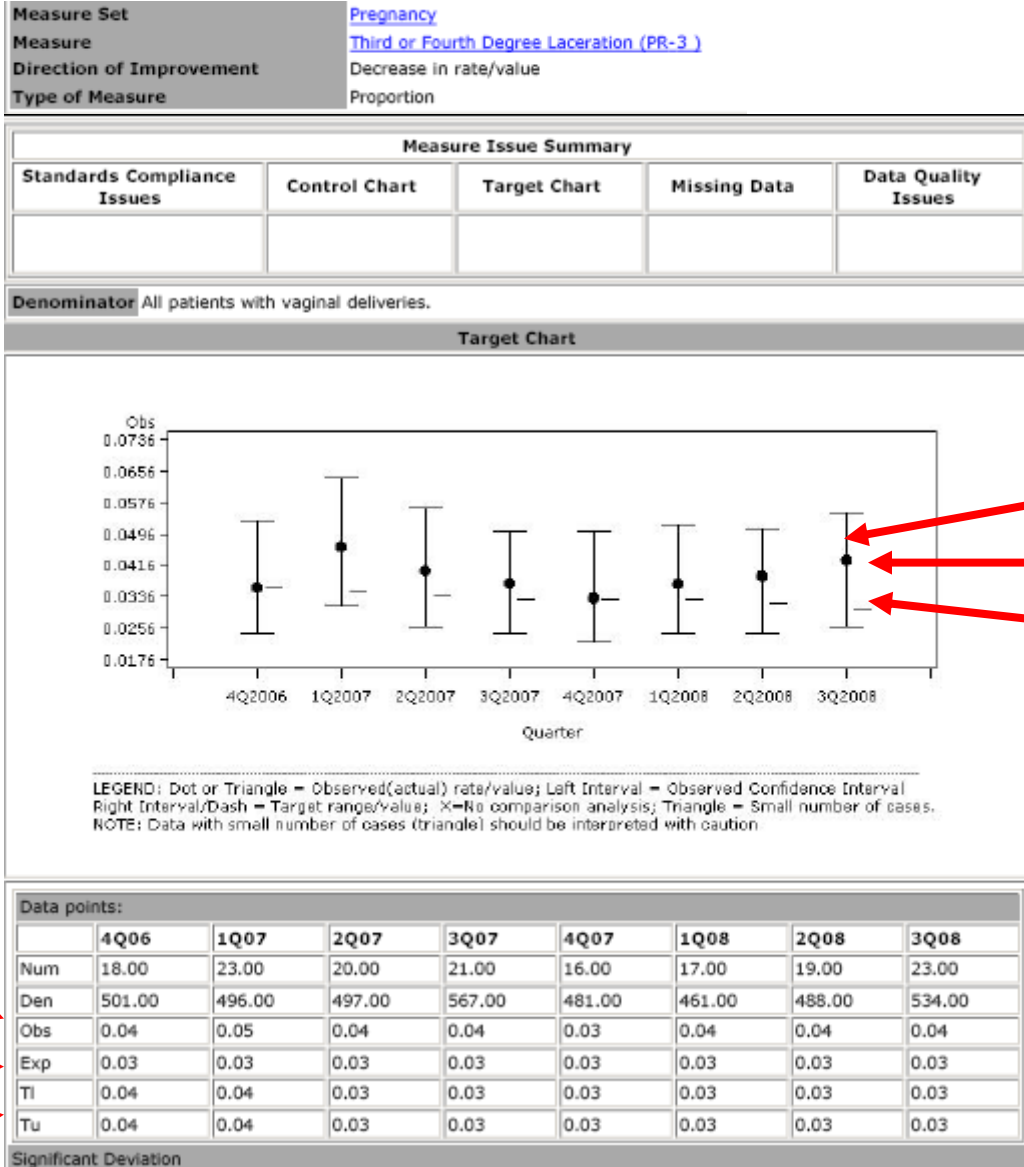 Measure Set Pregnancy
Measure Third or Fourth Degree Laceration (PR-3 )
Direction of Improvement Decrease in rate/value
Type of Measure Proportion
Measure Issue Summary
Standards Compliance Issues Control Chart Target Chart Missing Data Data Quality Issues
Denominator All patients with vaginal deliveries.
Target Chart
Obs
0.0736
0.0656
0.0576
0.0496
0.0416
0.0336
0.0256
0.0176
4Q2006 1Q2007 2Q2007 3Q2007 4Q2007 1Q2008 2Q2008 3Q2008
Quarter
LEGEND: Dot or Triangle = Observed(actual) rate/value; Left Interval = Observed Confidence Interval
Right Interval/Dash = Target range/value; X=No comparison analysis; Triangle = Small number of cases.
NOTE: Data with small number of cases (triangle) should be interpreted with caution
Data points:
4Q06 1Q07 2Q07 3Q07 4Q07 1Q08 2Q08 3Q08
Num 18.00 23.00 20.00 21.00 16.00 17.00 19.00 23.00
Den 501.00 496.00 497.00 567.00 481.00 461.00 488.00 534.00
Obs 0.04 0.05 0.04 0.04 0.03 0.04 0.04 0.04
Exp 0.03 0.03 0.03 0.03 0.03 0.03 0.03 0.03
Tl 0.04 0.04 0.03 0.03 0.03 0.03 0.03 0.03
Tu 0.04 0.04 0.03 0.03 0.03 0.03 0.03 0.03
Significant Deviation